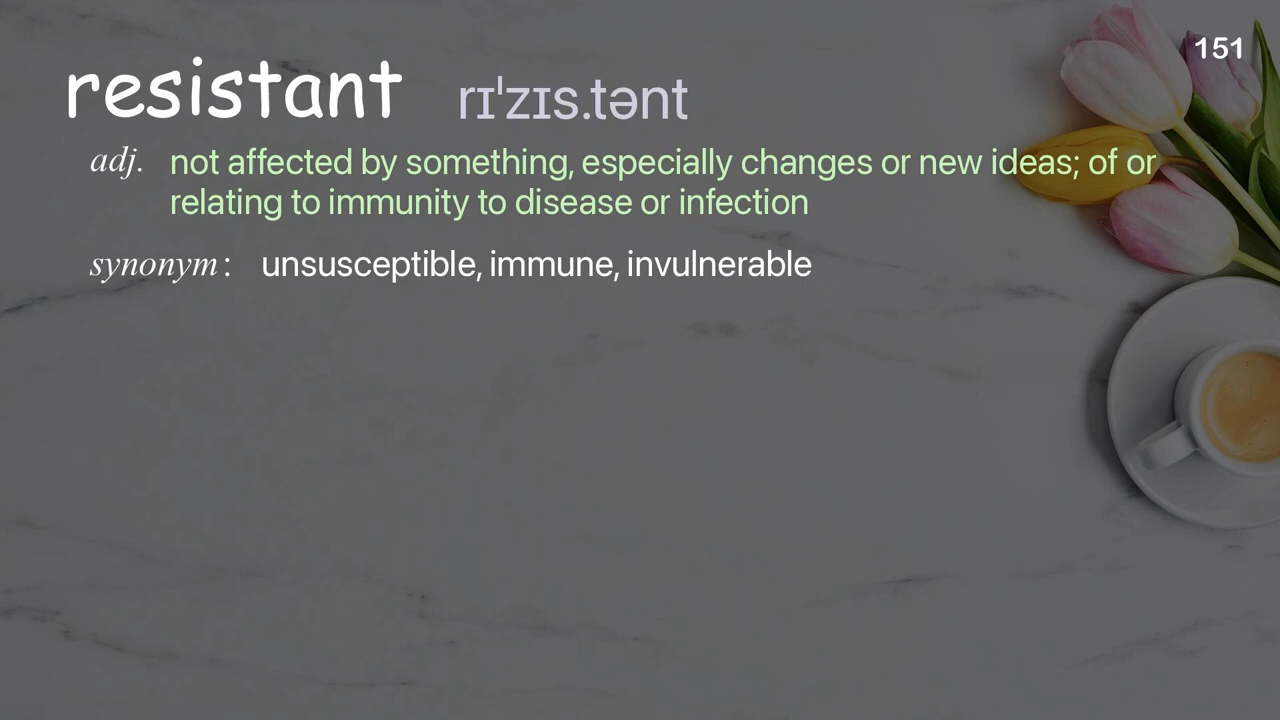 151
resistant rɪˈzɪs.tənt
adj. not affected by something, especially changes or new ideas; of or
relating to immunity to disease or infection
synonym : unsusceptible, immune, invulnerable